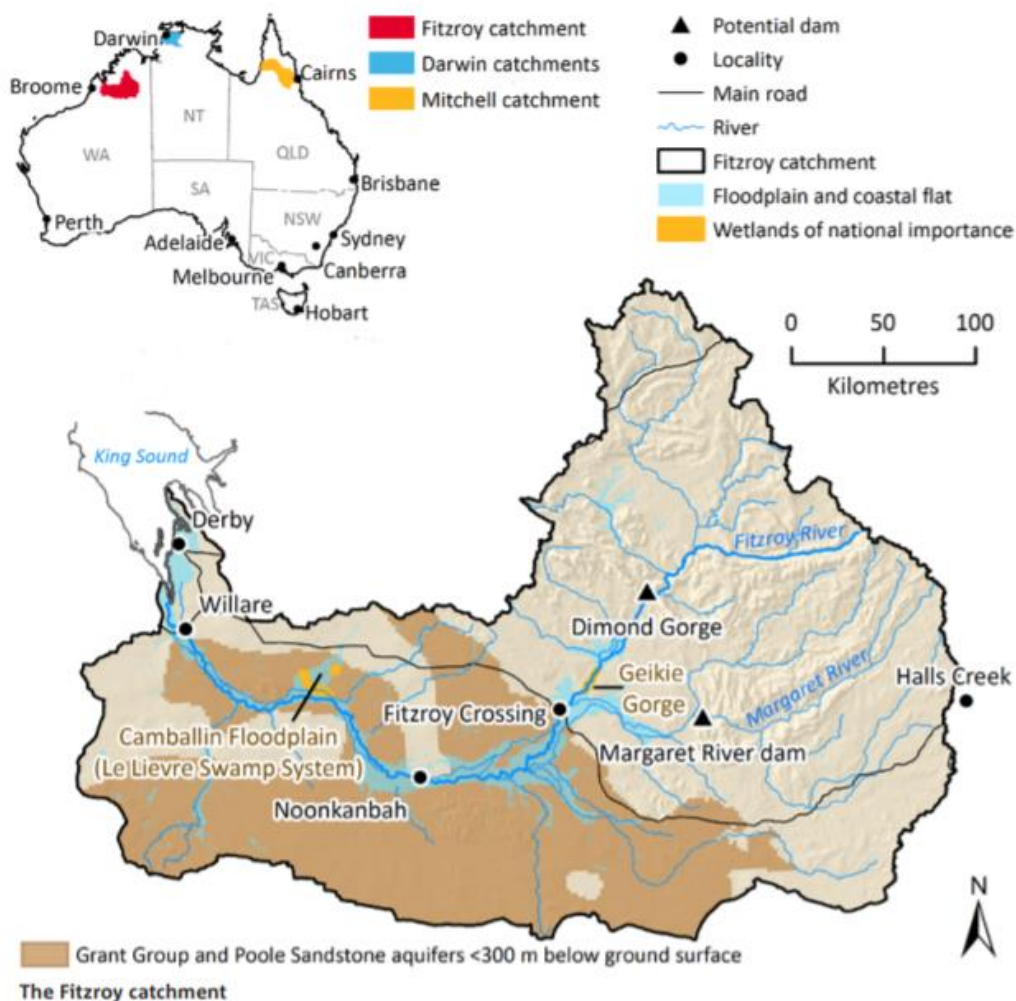 Darwin
Broome
Cairns
NT
WA
QLD
SA
Brisbane
NSW
Perth
Adelaide
Sydney
VIC
Melbourne
Canberra
TAS
Hobart
Fitzroy catchment
Darwin catchments
Mitchell catchment
Potential dam
Locality
Main road
River
Fitzroy catchment
Floodplain and coastal flat
Wetlands of national importance
0 50 100
Kilometres
King Sound
Derby
Fitzroy River
Willare
Dimond Gorge
Geikie
Gorge
Margaret River
Halls Creek
Fitzroy Crossing
Margaret River dam
Camballin Floodplain
(Le Lievre Swamp System)
Noonkanbah
N
Grant Group and Poole Sandstone aquifers <300 m below ground surface
The Fitzroy catchment